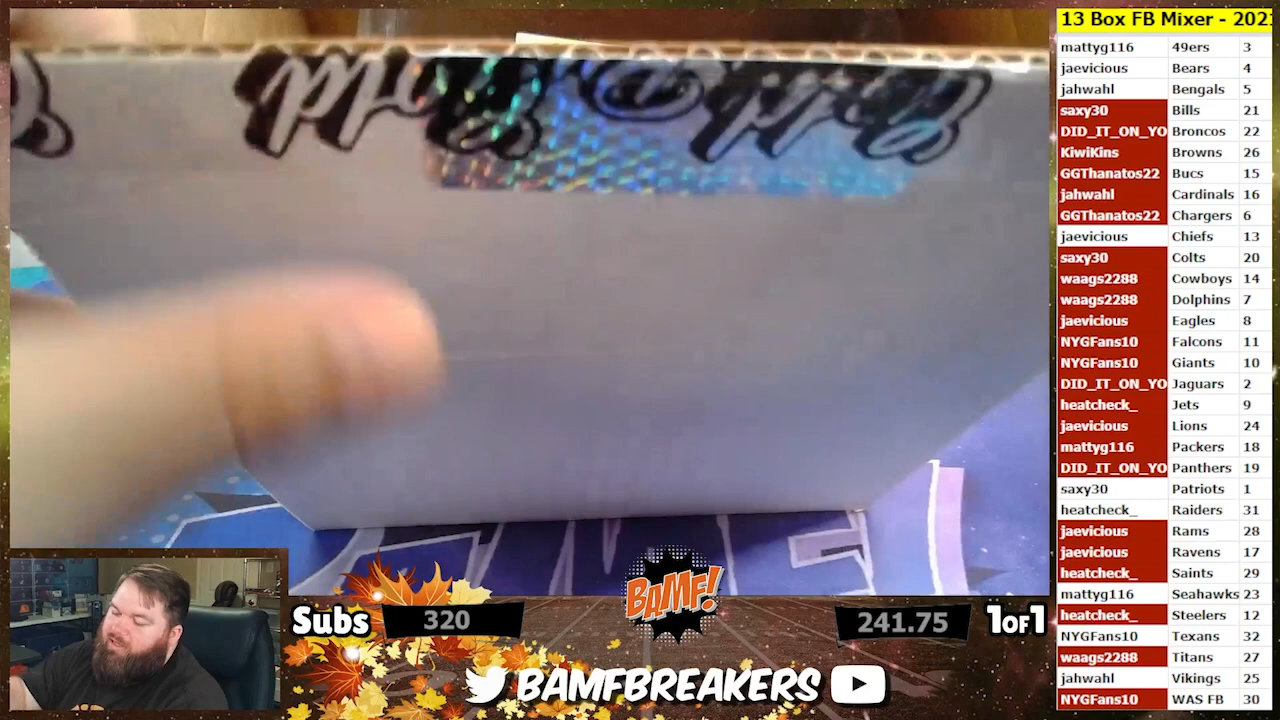 Wild Card
13 Box FB Mixer - 2021
mattyg116 49ers 3
jaevicious Bears 4
jahwahl Bengals 5
saxy30 Bills 21
DID_IT_ON_YO Broncos 22
KiwiKins Browns 26
GGThanatos22 Bucs 15
jahwahl Cardinals 16
GGThanatos22 Chargers 6
jaevicious Chiefs 13
saxy30 Colts 20
waags2288 Cowboys 14
waags2288 Dolphins 7
jaevicious Eagles 8
NYGFans10 Falcons 11
NYGFans10 Giants 10
DID_IT_ON_YO Jaguars 2
heatcheck_ Jets 9
jaevicious Lions 24
mattyg116 Packers 18
DID_IT_ON_YO Panthers 19
saxy30 Patriots 1
heatcheck_ Raiders 31
jaevicious Rams 28
jaevicious Ravens 17
heatcheck_ Saints 29
mattyg116 Seahawks 23
heatcheck_ Steelers 12
NYGFans10 Texans 32
waags2288 Titans 27
jahwahl Vikings 25
NYGFans10 WAS FB 30
Subs 320
BAMF!
241.75 1of1
BAMFBREAKERS